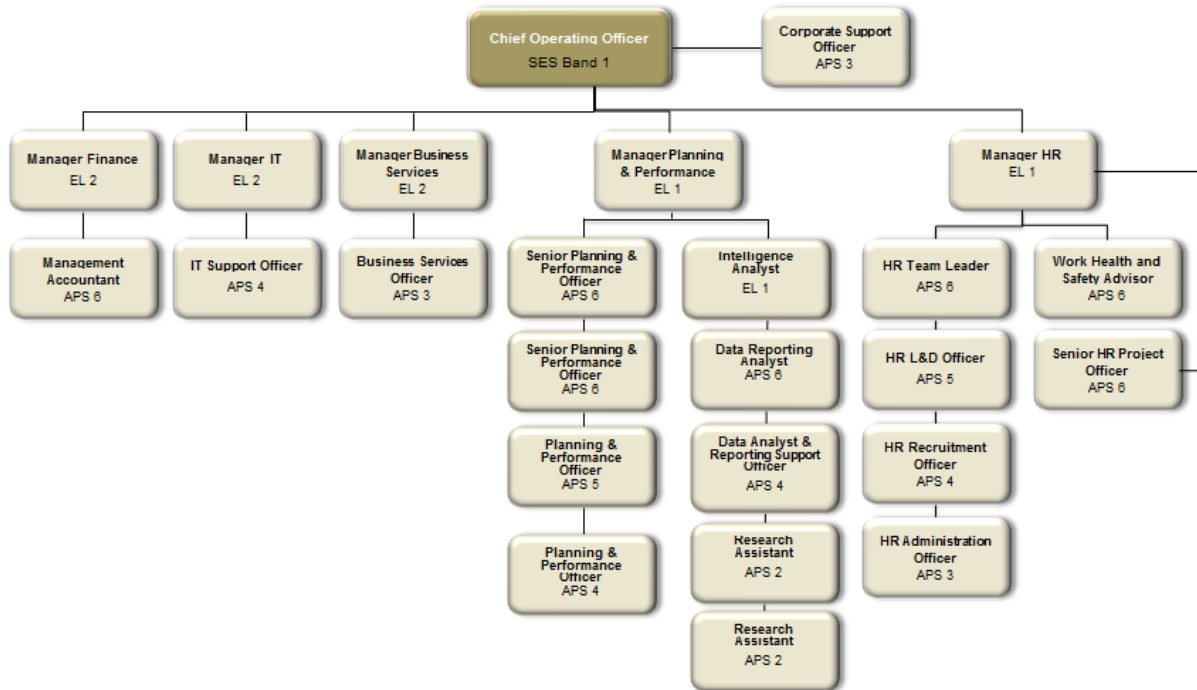 Chief Operating Officer
SES Band 1
Corporate Support
Officer
APS 3
Manager Finance
EL 2
Manager IT
EL 2
Manager Business
Services
EL 2
Manager Planning
& Performance
EL 1
Manager HR
EL 1
Management
Accountant
APS 6
IT Support Officer
APS 4
Business Services
Officer
APS 3
Senior Planning &
Performance
Officer
APS 6
Intelligence
Analyst
EL 1
HR Team Leader
APS 6
Work Health and
Safety Advisor
APS 6
Senior Planning &
Performance
Officer
APS 6
Data Reporting
Analyst
APS 6
HR L&D Officer
APS 5
Senior HR Project
Officer
APS 6
Planning &
Performance
Officer
APS 5
Data Analyst &
Reporting Support
Officer
APS 4
HR Recruitment
Officer
APS 4
Planning &
Performance
Officer
APS 4
Research
Assistant
APS 2
HR Administration
Officer
APS 3
Research
Assistant
APS 2